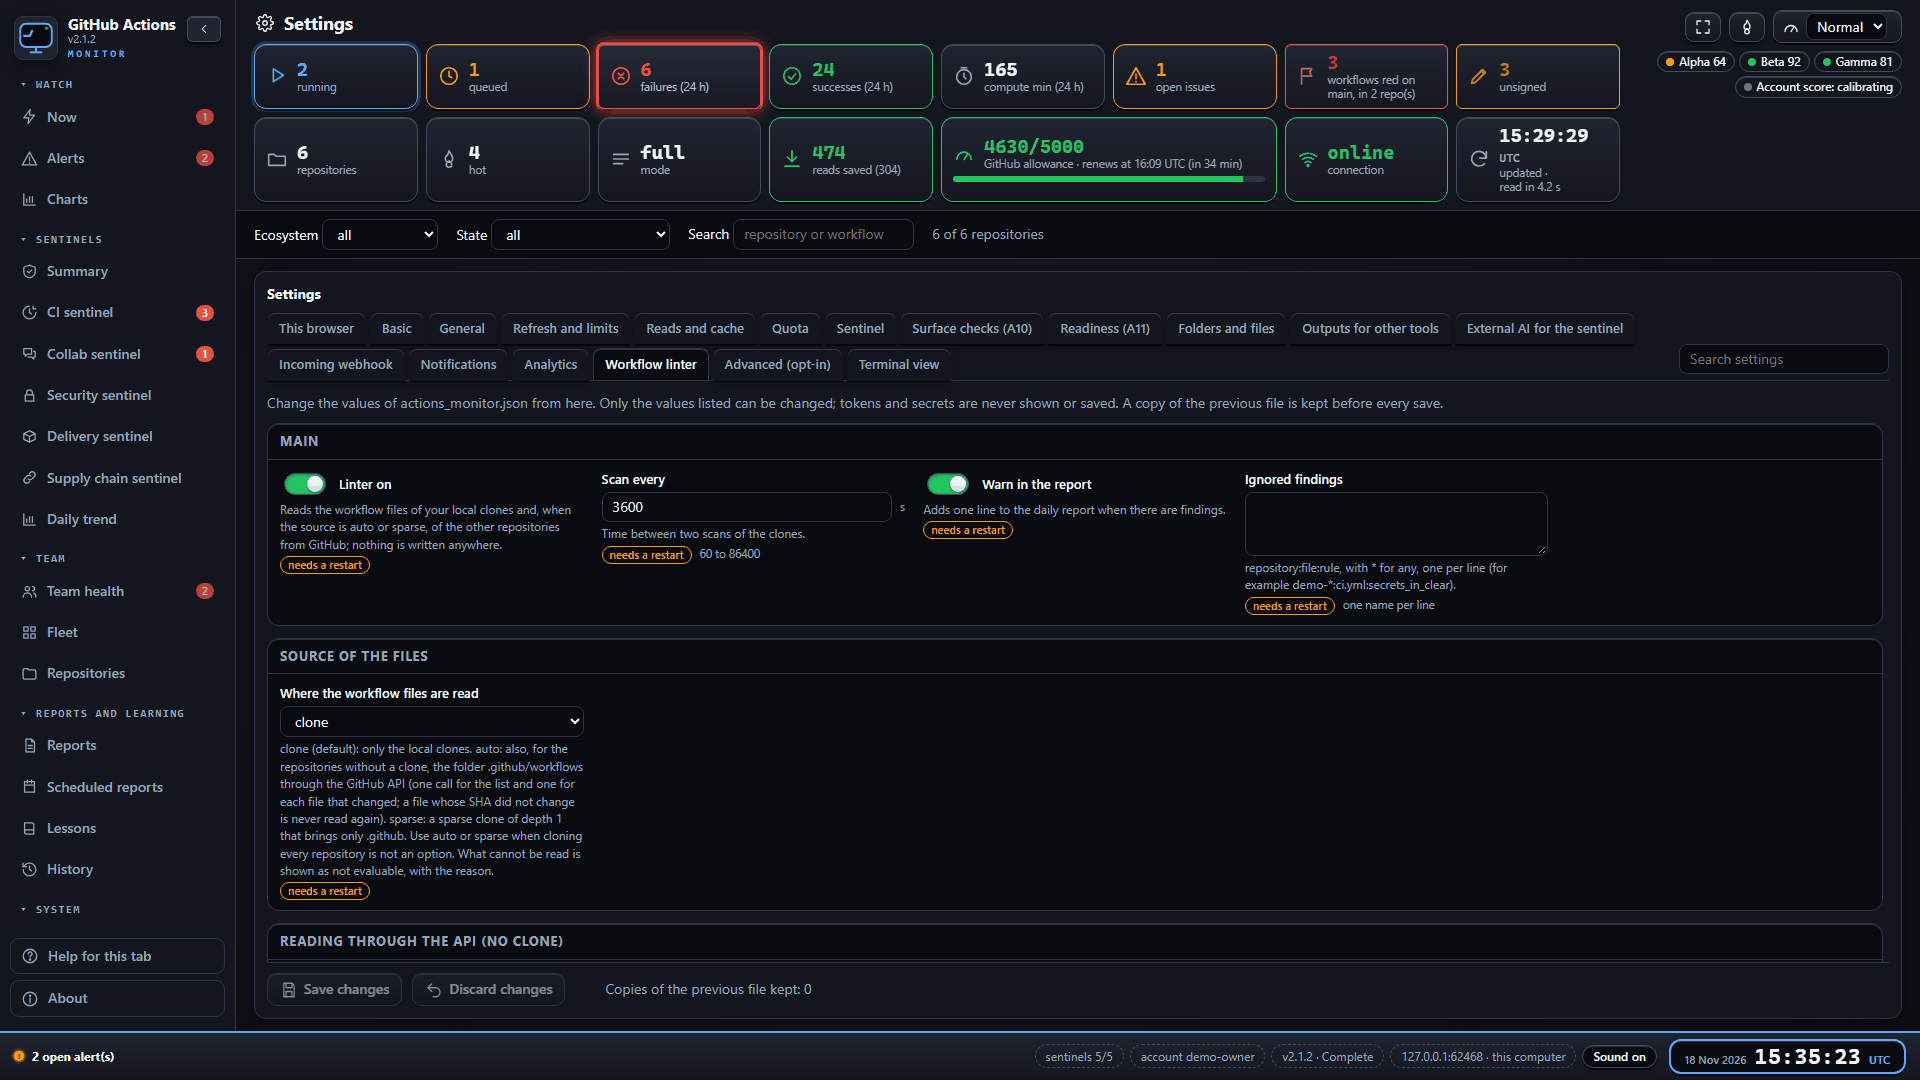 GitHub Actions
v2.1.2
MONITOR
WATCH
Now 1
Alerts 2
Charts
SENTINELS
Summary
CI sentinel 3
Collab sentinel 1
Security sentinel
Delivery sentinel
Supply chain sentinel
Daily trend
TEAM
Team health 2
Fleet
Repositories
REPORTS AND LEARNING
Reports
Scheduled reports
Lessons
History
SYSTEM
Help for this tab
About
Settings
Normal
2 running
1 queued
6 failures (24 h)
24 successes (24 h)
165 compute min (24 h)
1 open issues
3 workflows red on main, in 2 repo(s)
3 unsigned
Alpha 64
Beta 92
Gamma 81
Account score: calibrating
6 repositories
4 hot
full mode
474 reads saved (304)
4630/5000
GitHub allowance · renews at 16:09 UTC (in 34 min)
online connection
15:29:29 UTC
updated · read in 4.2 s
Ecosystem all
State all
Search repository or workflow
6 of 6 repositories
Settings
This browser
Basic
General
Refresh and limits
Reads and cache
Quota
Sentinel
Surface checks (A10)
Readiness (A11)
Folders and files
Outputs for other tools
External AI for the sentinel
Incoming webhook
Notifications
Analytics
Workflow linter
Advanced (opt-in)
Terminal view
Search settings
Change the values of actions_monitor.json from here. Only the values listed can be changed; tokens and secrets are never shown or saved. A copy of the previous file is kept before every save.
MAIN
Linter on
Reads the workflow files of your local clones and, when
the source is auto or sparse, of the other repositories
from GitHub; nothing is written anywhere.
needs a restart
Scan every
3600 s
Time between two scans of the clones.
needs a restart 60 to 86400
Warn in the report
Adds one line to the daily report when there are findings.
needs a restart
Ignored findings
repository:file:rule, with * for any, one per line (for
example demo-*:ci.yml:secrets_in_clear).
needs a restart one name per line
SOURCE OF THE FILES
Where the workflow files are read
clone
clone (default): only the local clones. auto: also, for the
repositories without a clone, the folder .github/workflows
through the GitHub API (one call for the list and one for
each file that changed; a file whose SHA did not change
is never read again). sparse: a sparse clone of depth 1
that brings only .github. Use auto or sparse when cloning
every repository is not an option. What cannot be read is
shown as not evaluable, with the reason.
needs a restart
READING THROUGH THE API (NO CLONE)
Save changes
Discard changes
Copies of the previous file kept: 0
2 open alert(s)
sentinels 5/5
account demo-owner
v2.1.2 · Complete
127.0.0.1:62468 · this computer
Sound on
18 Nov 2026 15:35:23 UTC